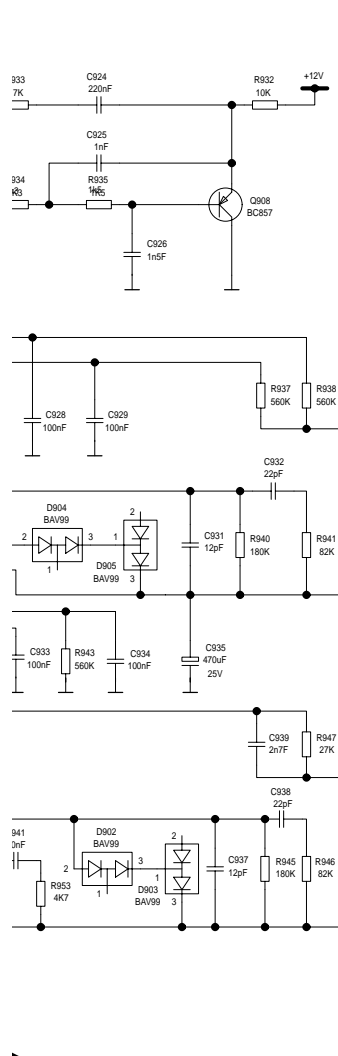 933
7K
C924
220nF
R932
10K
+12V
C925
1nF
934
R935
Q908
BC857
C926
1n5F
C928
100nF
C929
100nF
R937
560K
R938
560K
C932
22pF
D904
BAV99
2
3
1
1
2
3
D905
BAV99
C931
12pF
R940
180K
R941
82K
C933
100nF
R943
560K
C934
100nF
C935
470uF
25V
C939
2n7F
R947
27K
C938
22pF
941
0nF
D902
BAV99
2
3
1
2
1
3
D903
BAV99
R953
4K7
C937
12pF
R945
180K
R946
82K